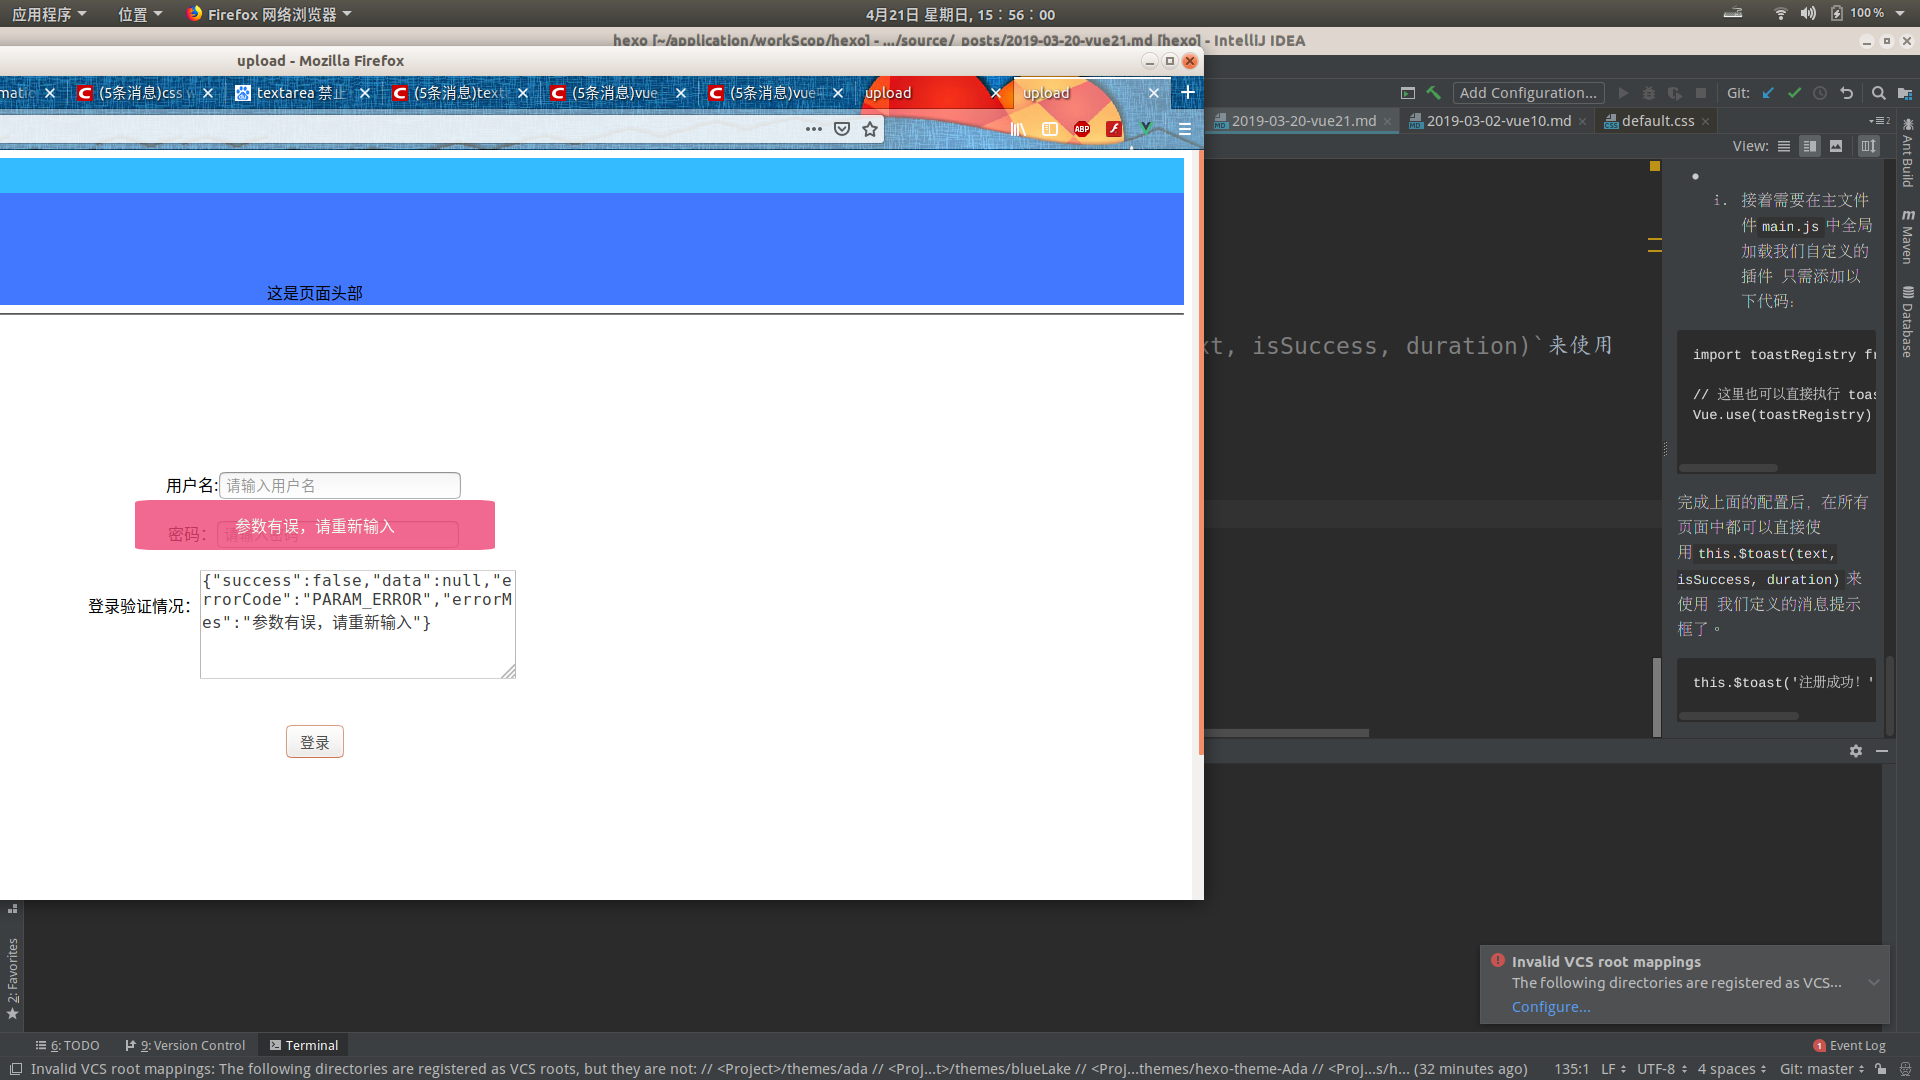 应用程序 位置 Firefox 网络浏览器 4月21日 星期日, 15:56:00 100%
hexo [~/application/workScop/hexo] - .../source/_posts/2019-03-20-vue21.md [hexo] - IntelliJ IDEA
upload - Mozilla Firefox
(5条消息)css textarea 禁止 (5条消息)text (5条消息)vue (5条消息)vue- upload upload
Add Configuration... Git:
2019-03-20-vue21.md 2019-03-02-vue10.md default.css
View:
这是页面头部
用户名: 请输入用户名
密码: 请输入密码
参数有误，请重新输入
登录验证情况:
{"success":false,"data":null,"e
rrorCode":"PARAM_ERROR","errorM
es":"参数有误，请重新输入"}
登录
xt, isSuccess, duration)`来使用
i. 接着需要在主文件
件main.js中全局
加载我们自定义的
插件 只需添加以
下代码：
import toastRegistry fr
// 这里也可以直接执行 toas
Vue.use(toastRegistry)
完成上面的配置后，在所有
页面中都可以直接使
用this.$toast(text,
isSuccess, duration)来
使用 我们定义的消息提示
框了。
this.$toast('注册成功！'
Ant Build
Maven
Database
2: Favorites
Invalid VCS root mappings
The following directories are registered as VCS...
Configure...
6: TODO 9: Version Control Terminal 1 Event Log
Invalid VCS root mappings: The following directories are registered as VCS roots, but they are not: // <Project>/themes/ada // <Proj...t>/themes/blueLake // <Proj...themes/hexo-theme-Ada // <Proj...s/h... (32 minutes ago) 135:1 LF UTF-8 4 spaces Git: master